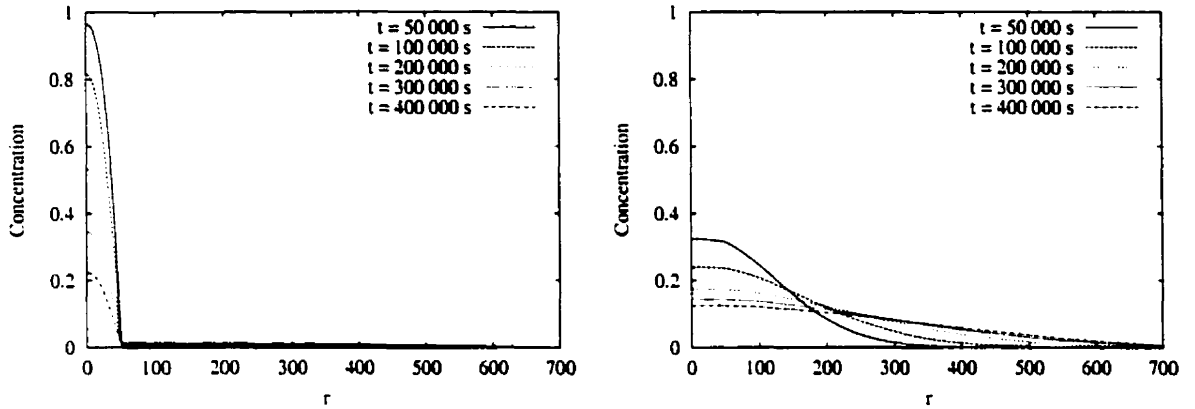 1
t = 50 000 s
t = 100 000 s
t = 200 000 s
t = 300 000 s
t = 400 000 s
0.8
0.6
0.4
0.2
0
Concentration
0 100 200 300 400 500 600 700
r
1
t = 50 000 s
t = 100 000 s
t = 200 000 s
t = 300 000 s
t = 400 000 s
0.8
0.6
0.4
0.2
0
Concentration
0 100 200 300 400 500 600 700
r